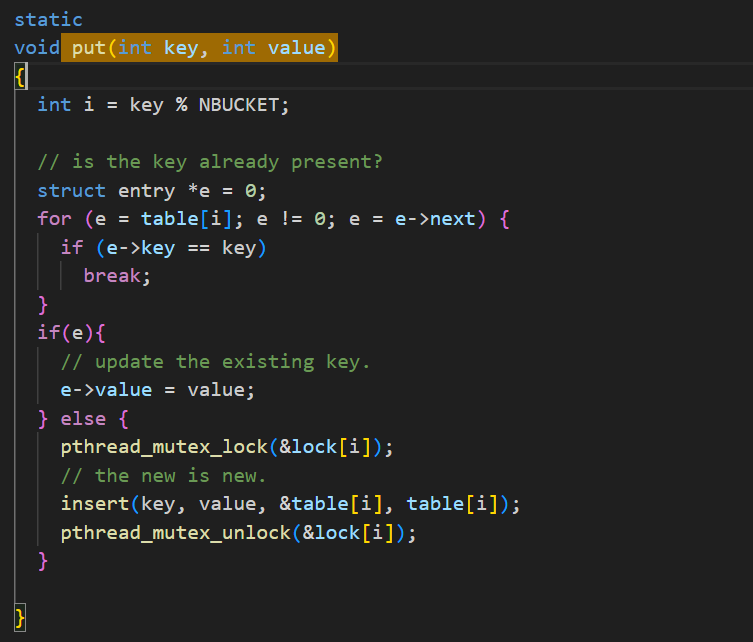 static
void put(int key, int value)
{
  int i = key % NBUCKET;

  // is the key already present?
  struct entry *e = 0;
  for (e = table[i]; e != 0; e = e->next) {
    if (e->key == key)
      break;
  }
  if(e){
    // update the existing key.
    e->value = value;
  } else {
    pthread_mutex_lock(&lock[i]);
    // the new is new.
    insert(key, value, &table[i], table[i]);
    pthread_mutex_unlock(&lock[i]);
  }

}